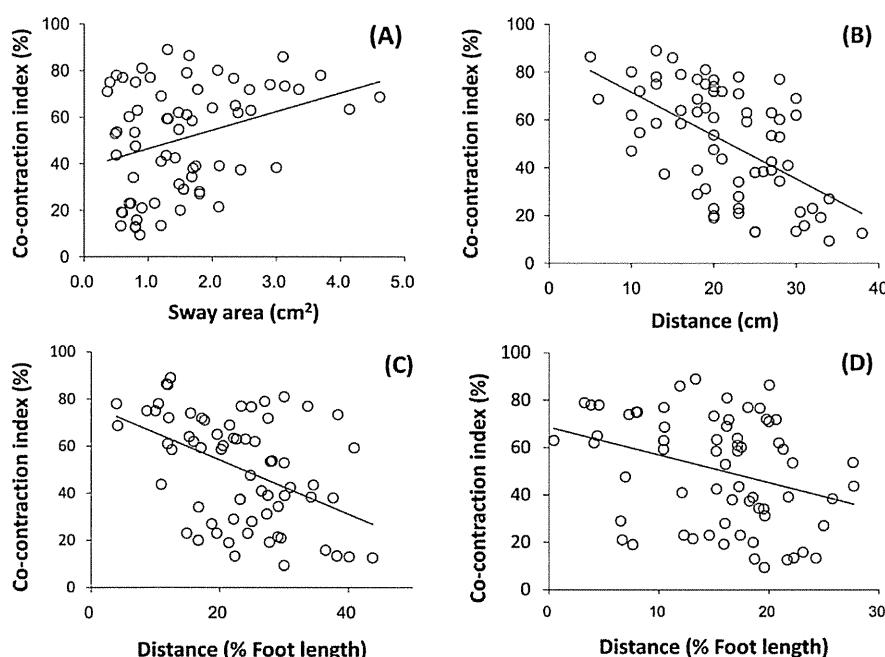 (A)
Co-contraction index (%)
100
80
60
40
20
0
0.0 1.0 2.0 3.0 4.0 5.0
Sway area (cm²)
(B)
Co-contraction index (%)
100
80
60
40
20
0
0 10 20 30 40
Distance (cm)
(C)
Co-contraction index (%)
100
80
60
40
20
0
0 20 40
Distance (% Foot length)
(D)
Co-contraction index (%)
100
80
60
40
20
0
0 10 20 30
Distance (% Foot length)